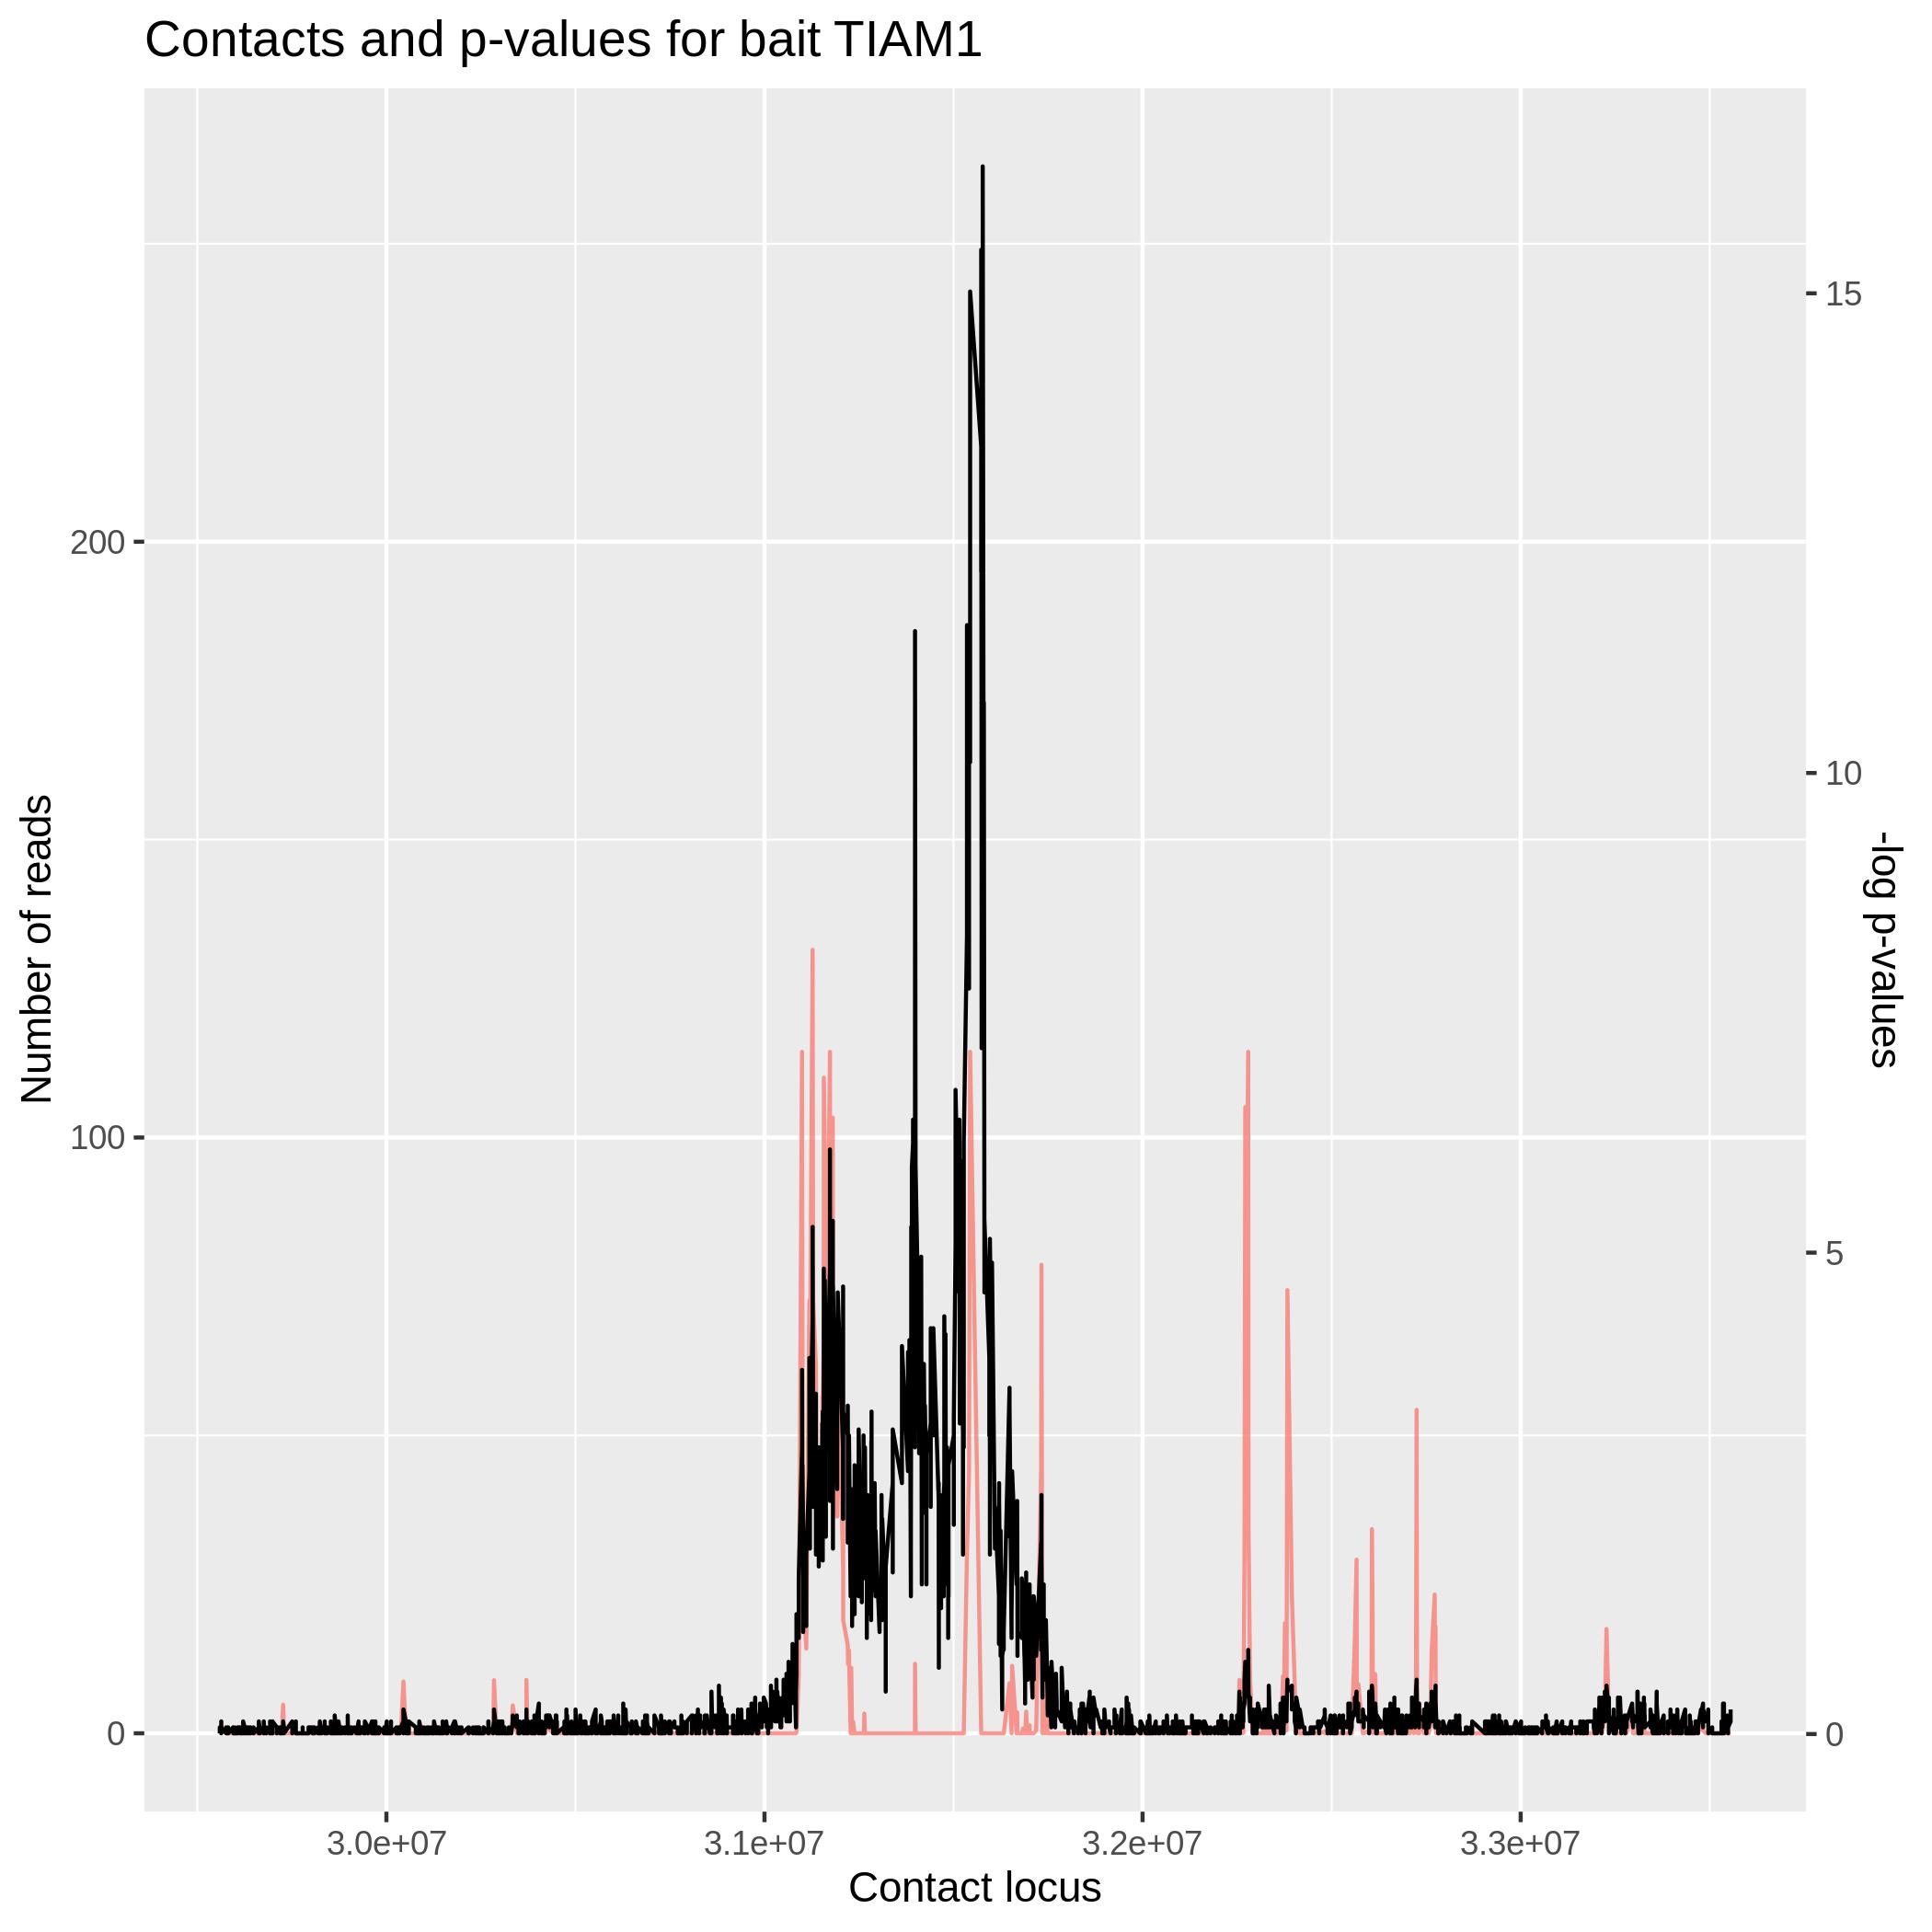 Contacts and p-values for bait TIAM1
Number of reads
200
100
0
15
10
5
0
-log p-values
3.0e+07
3.1e+07
3.2e+07
3.3e+07
Contact locus